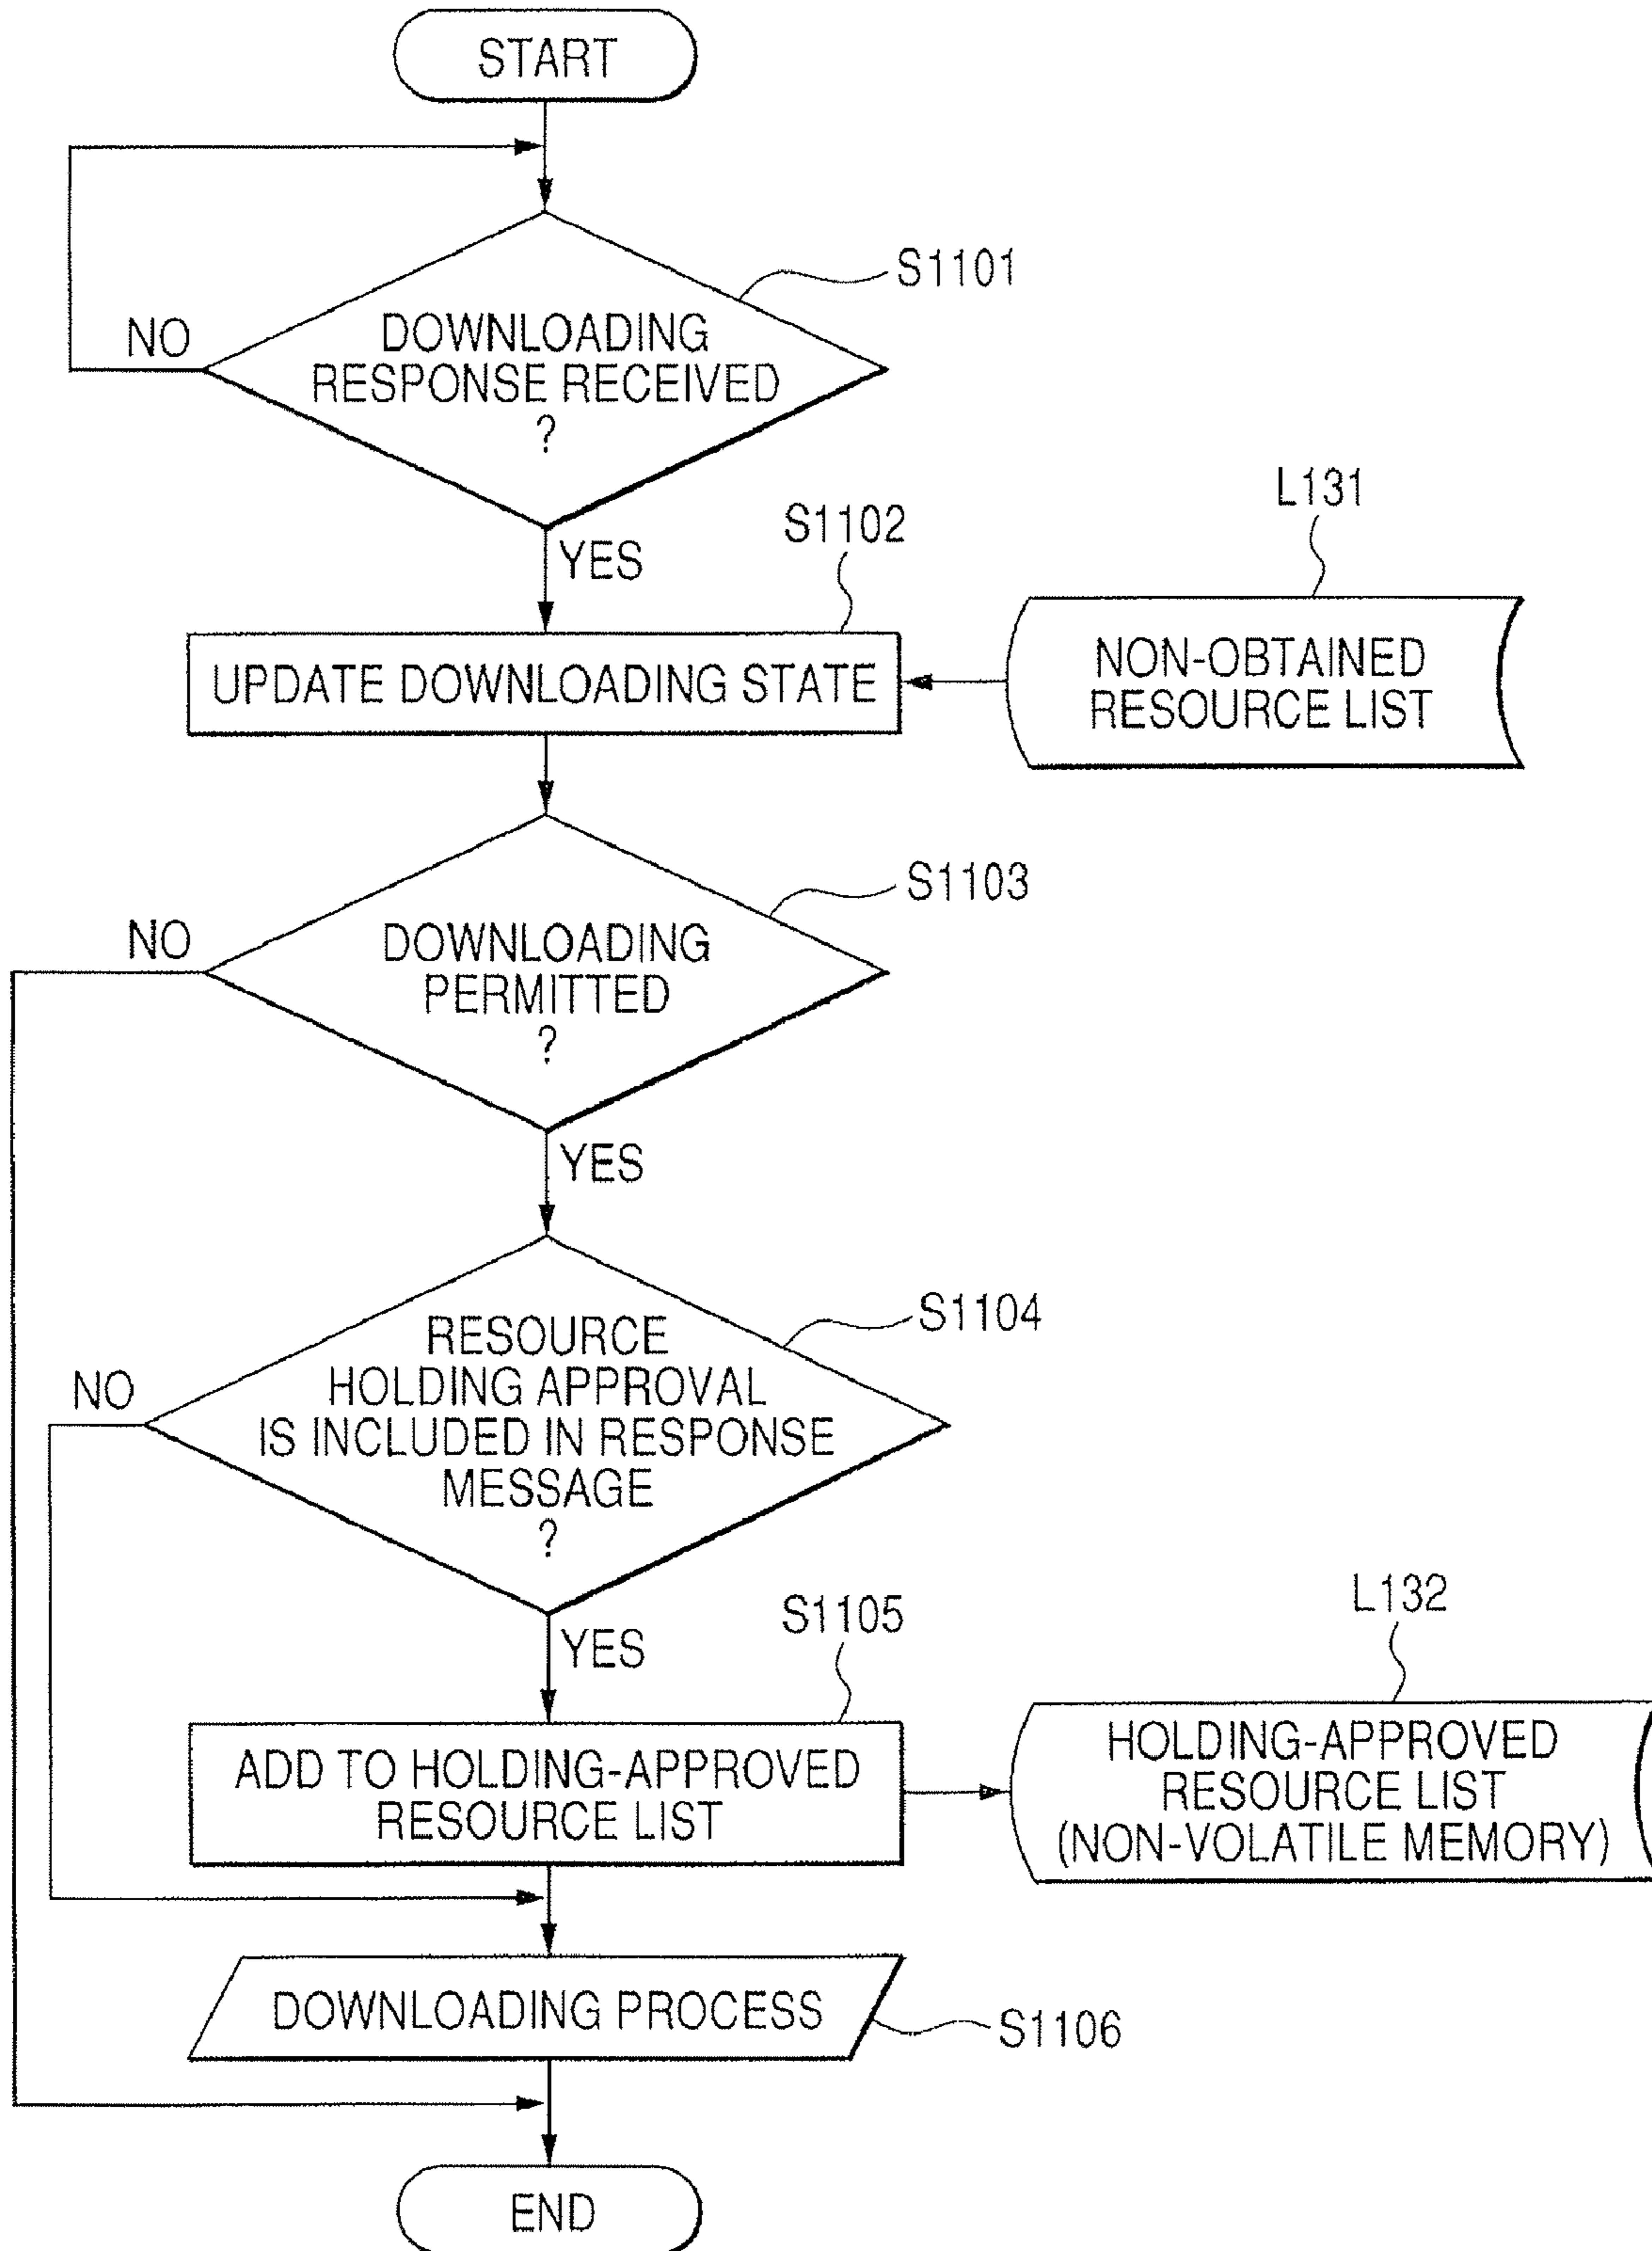 START
S1101
NO
DOWNLOADING
RESPONSE RECEIVED
?
L131
S1102
YES
UPDATE DOWNLOADING STATE
NON-OBTAINED
RESOURCE LIST
S1103
NO
DOWNLOADING
PERMITTED
?
YES
S1104
NO
RESOURCE
HOLDING APPROVAL
IS INCLUDED IN RESPONSE
MESSAGE
?
L132
S1105
YES
ADD TO HOLDING-APPROVED
RESOURCE LIST
HOLDING-APPROVED
RESOURCE LIST
(NON-VOLATILE MEMORY)
DOWNLOADING PROCESS
S1106
END